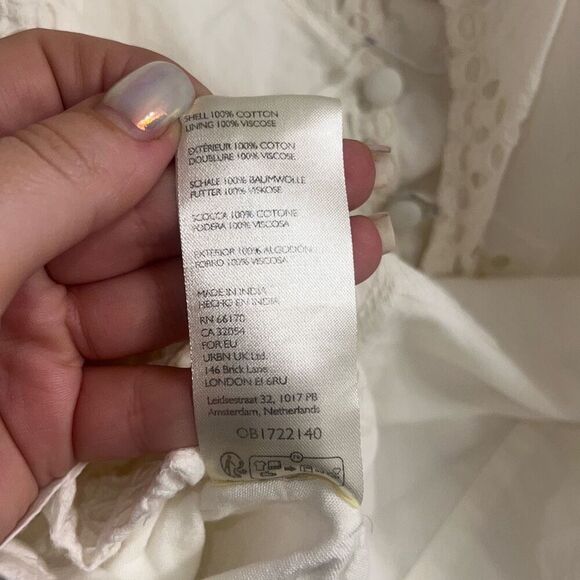 SHELL 100% COTTON
LINING 100% VISCOSE
EXTÉRIEUR 100% COTON
DOUBLURE 100% VISCOSE
SCHALE 100% BAUMWOLLE
FUTTER 100% VISKOSE
SCOCCA 100% COTONE
FODERA 100% VISCOSA
EXTERIOR 100% ALGODON
FORRO 100% VISCOSA
MADE IN INDIA
HECHO EN INDIA
RN 66170
CA 32054
FOR EU
URBN UK Ltd.
146 Brick Lane
LONDON E1 6RU
Leidsestraat 32, 1017 PB
Amsterdam, Netherlands
OB1722140